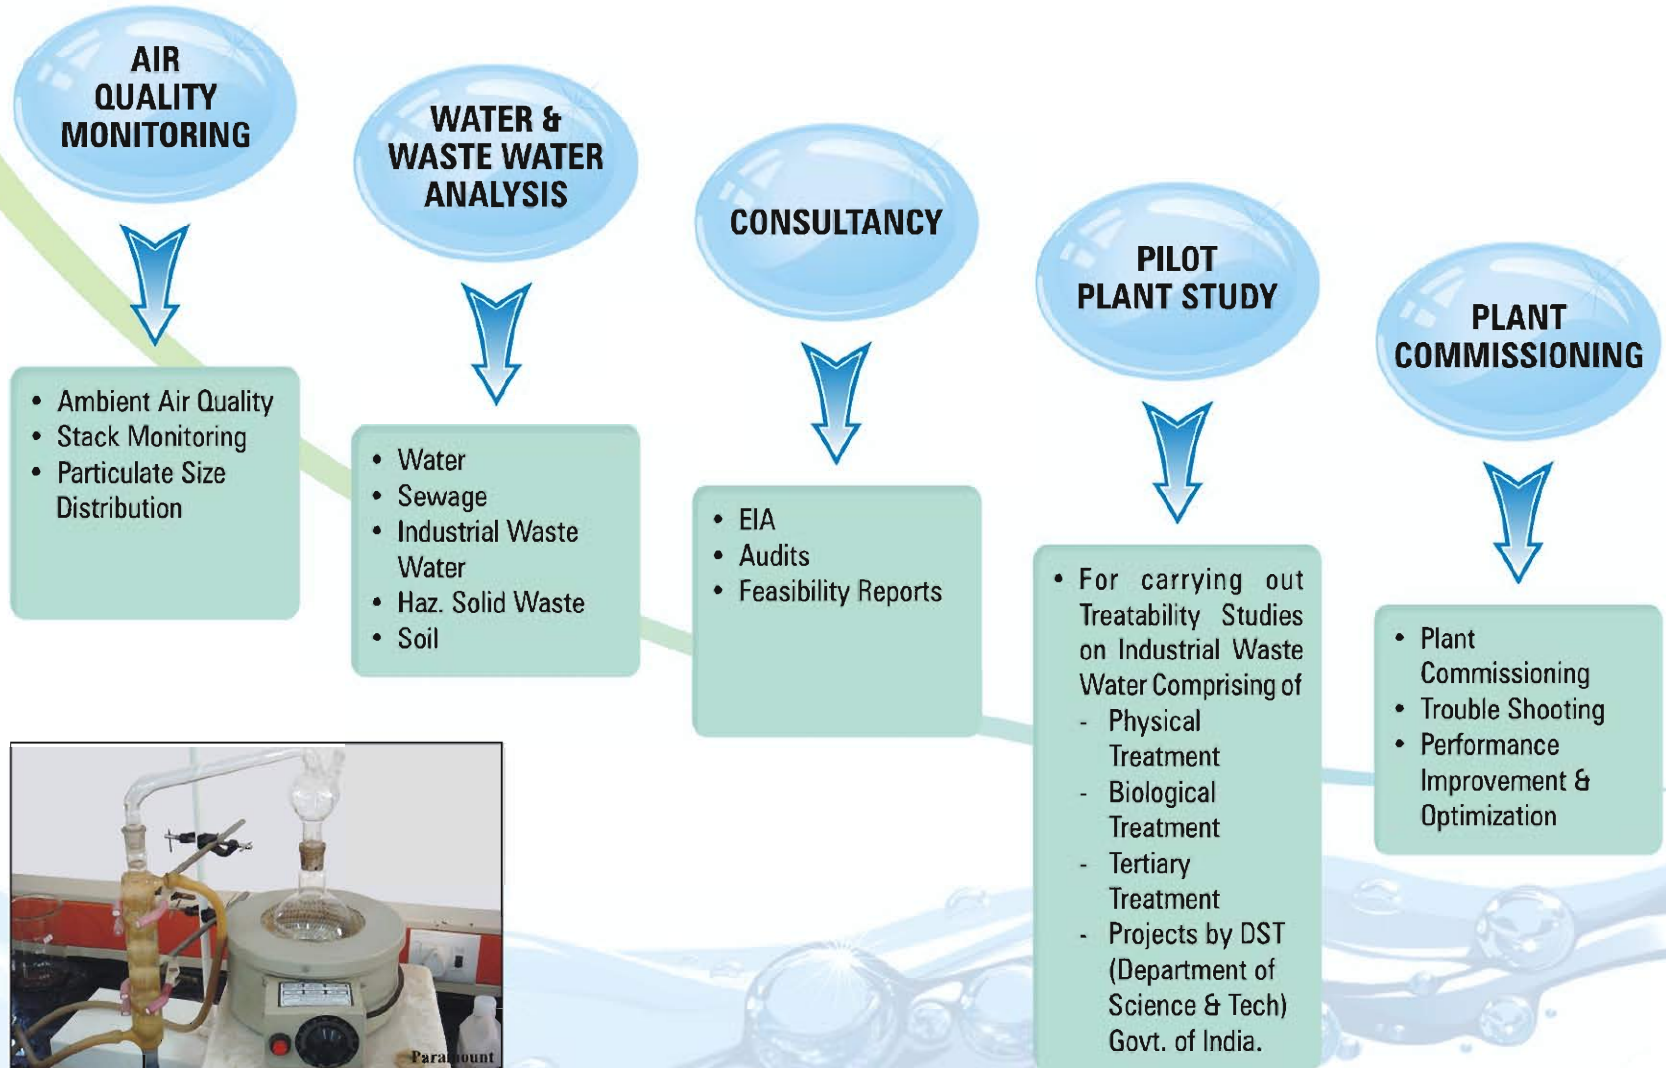 AIR
QUALITY
MONITORING
• Ambient Air Quality
• Stack Monitoring
• Particulate Size
Distribution
WATER &
WASTE WATER
ANALYSIS
• Water
• Sewage
• Industrial Waste
Water
• Haz. Solid Waste
• Soil
CONSULTANCY
• EIA
• Audits
• Feasibility Reports
PILOT
PLANT STUDY
• For carrying out
Treatability Studies
on Industrial Waste
Water Comprising of
- Physical
Treatment
- Biological
Treatment
- Tertiary
Treatment
- Projects by DST
(Department of
Science & Tech)
Govt. of India.
PLANT
COMMISSIONING
• Plant
Commissioning
• Trouble Shooting
• Performance
Improvement &
Optimization
Paramount